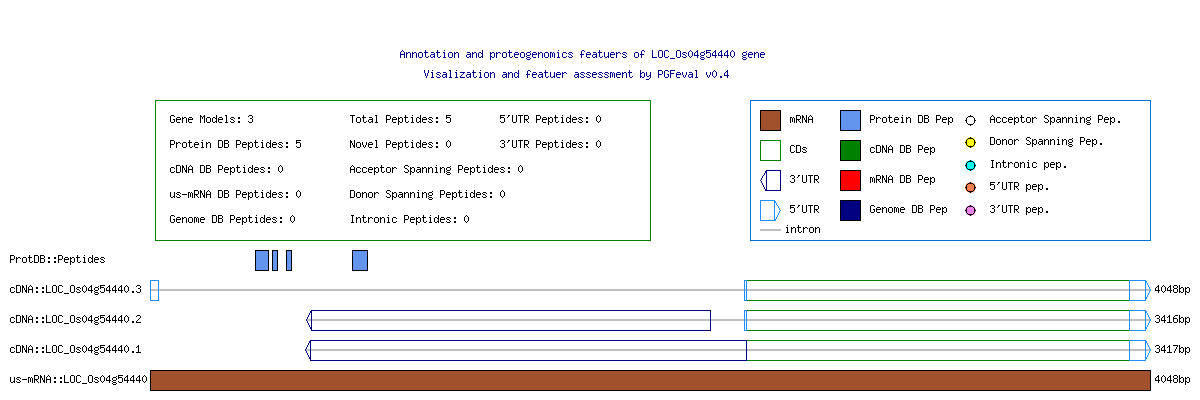 Annotation and proteogenomics featuers of LOC_Os04g54440 gene
Visalization and featuer assessment by PGFeval v0.4
Gene Models: 3 Total Peptides: 5 5'UTR Peptides: 0
Protein DB Peptides: 5 Novel Peptides: 0 3'UTR Peptides: 0
cDNA DB Peptides: 0 Acceptor Spanning Peptides: 0
us-mRNA DB Peptides: 0 Donor Spanning Peptides: 0
Genome DB Peptides: 0 Intronic Peptides: 0
mRNA Protein DB Pep Acceptor Spanning Pep.
CDs cDNA DB Pep Donor Spanning Pep.
3'UTR mRNA DB Pep Intronic pep.
5'UTR Genome DB Pep 5'UTR pep.
intron 3'UTR pep.
ProtDB::Peptides
cDNA::LOC_Os04g54440.3 4048bp
cDNA::LOC_Os04g54440.2 3416bp
cDNA::LOC_Os04g54440.1 3417bp
us-mRNA::LOC_Os04g54440 4048bp